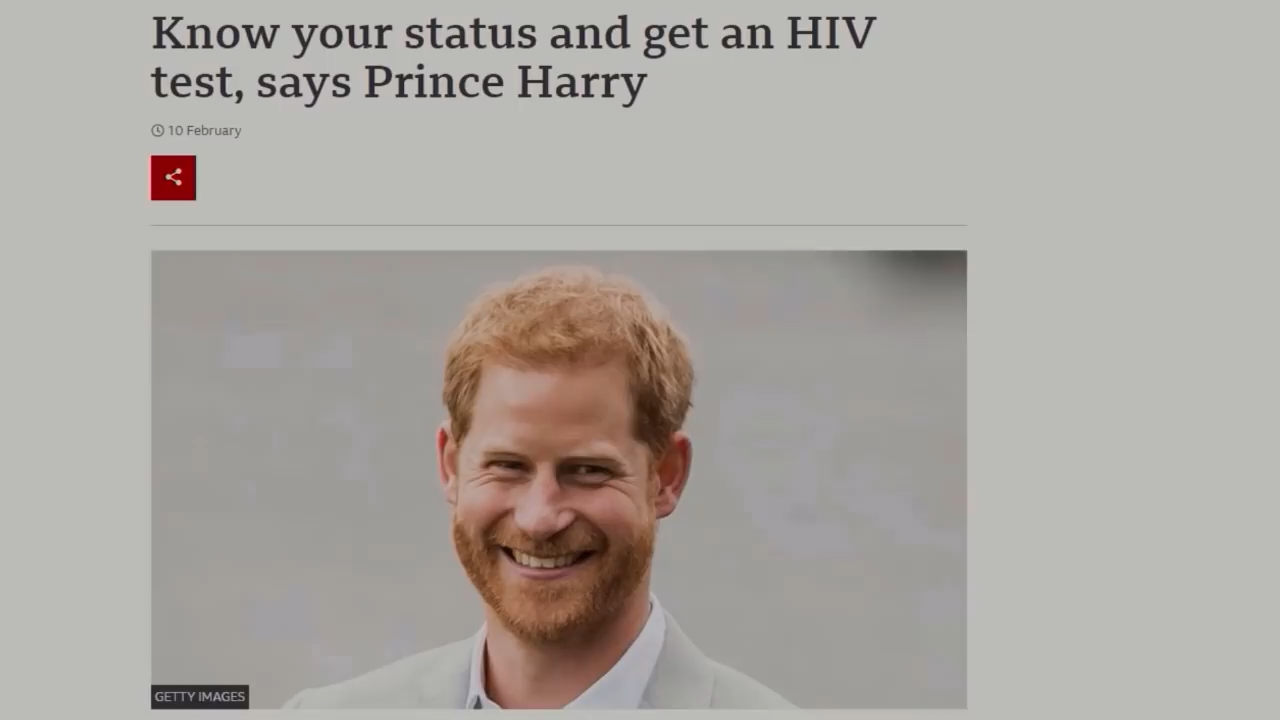 Know your status and get an HIV
test, says Prince Harry
10 February
GETTY IMAGES